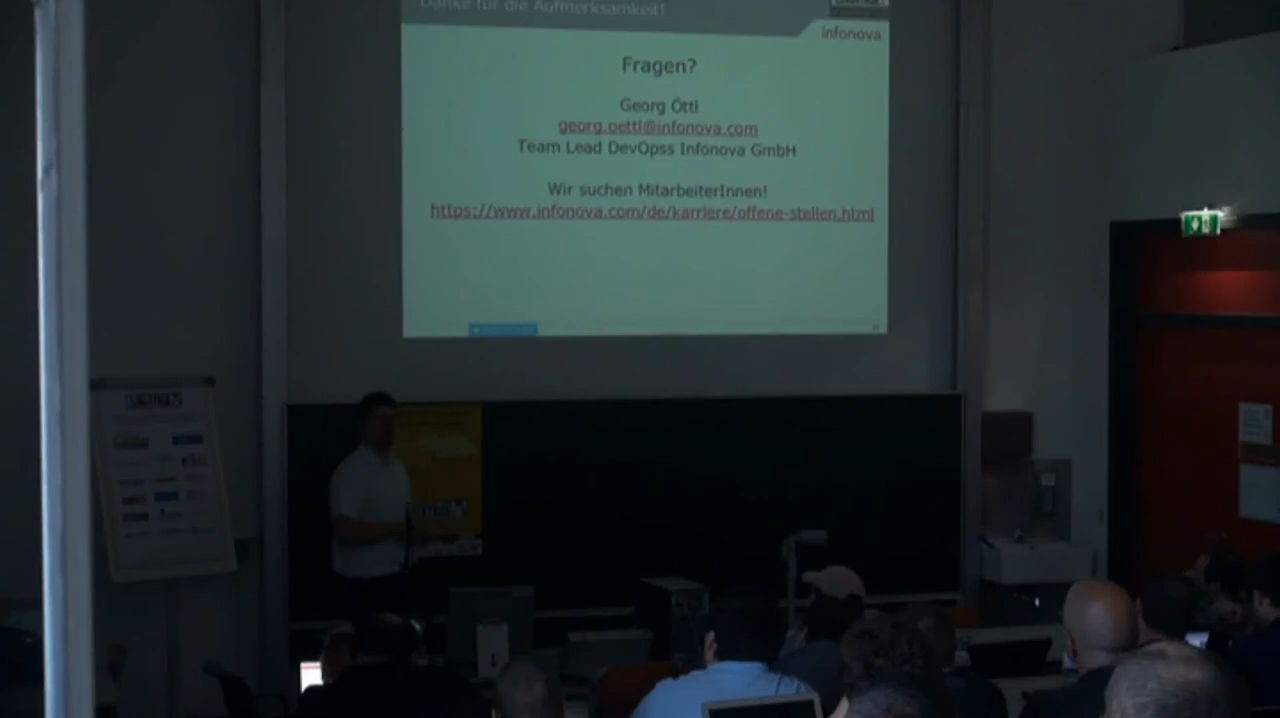 Danke für die Aufmerksamkeit!
infonova
Fragen?
Georg Öttl
georg.oettl@infonova.com
Team Lead DevOpss Infonova GmbH
Wir suchen MitarbeiterInnen!
https://www.infonova.com/de/karriere/offene-stellen.html